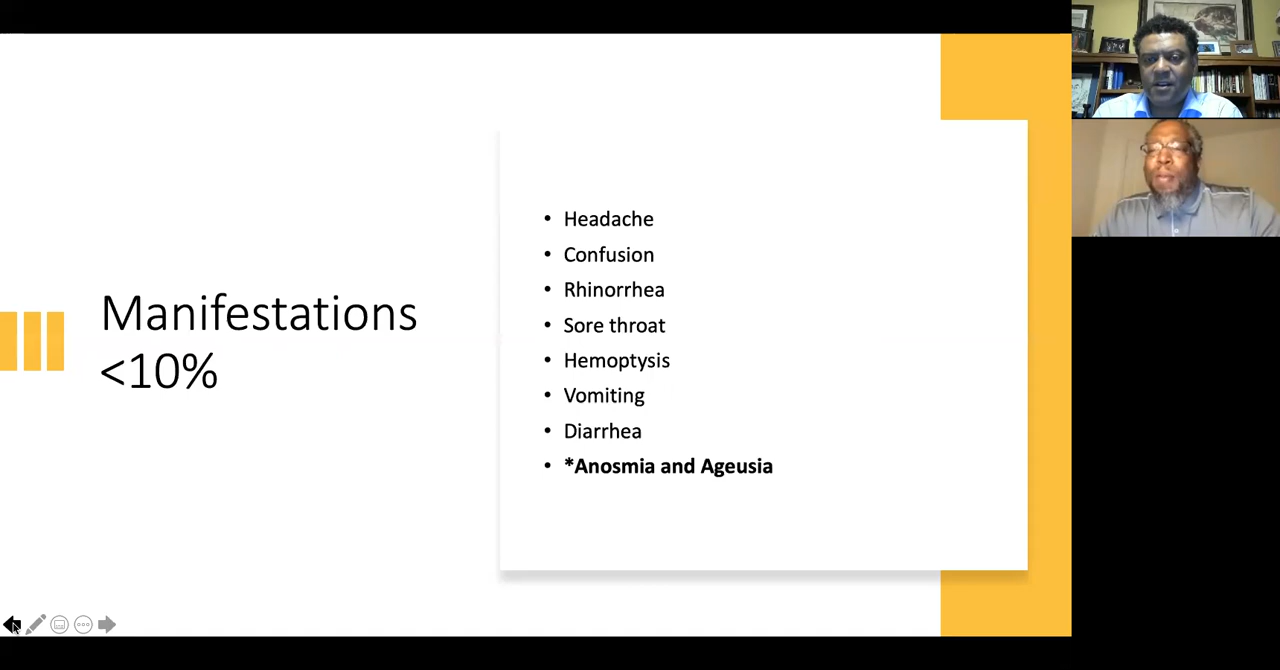 Manifestations
<10%
• Headache
• Confusion
• Rhinorrhea
• Sore throat
• Hemoptysis
• Vomiting
• Diarrhea
• *Anosmia and Ageusia